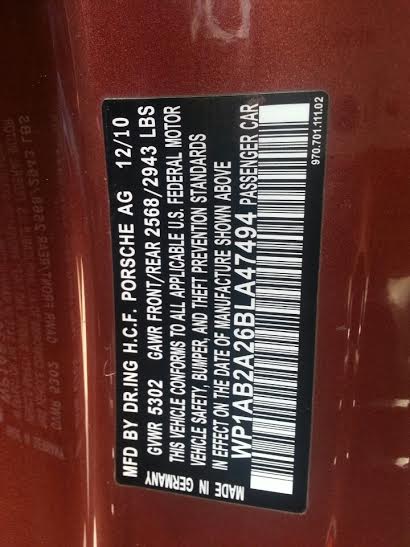 MFD BY DR.ING H.C.F. PORSCHE AG 12/10
GVWR 5302 GAWR FRONT/REAR 2568/2943 LBS
THIS VEHICLE CONFORMS TO ALL APPLICABLE U.S. FEDERAL MOTOR
VEHICLE SAFETY, BUMPER, AND THEFT PREVENTION STANDARDS
IN EFFECT ON THE DATE OF MANUFACTURE SHOWN ABOVE
WP1AB2A26BLA47494 PASSENGER CAR
MADE IN GERMANY
970.701.111.02